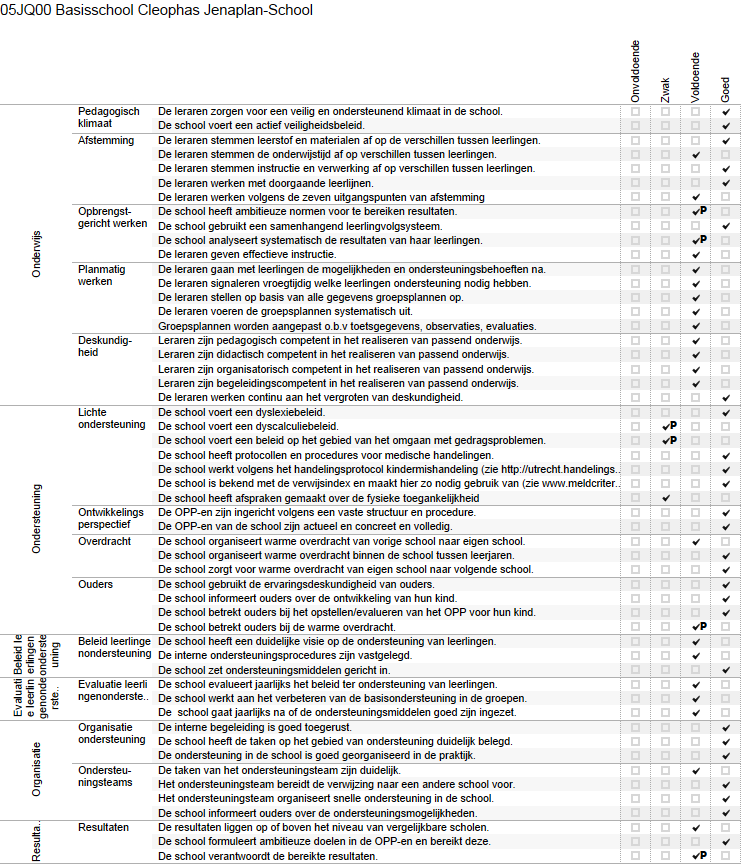 05JQ00 Basisschool Cleophas Jenaplan-School
Onvoldoende
Zwak
Voldoende
Goed
Onderwijs
Pedagogisch klimaat
De leraren zorgen voor een veilig en ondersteunend klimaat in de school.
De school voert een actief veiligheidsbeleid.
Afstemming
De leraren stemmen leerstof en materialen af op de verschillen tussen leerlingen.
De leraren stemmen de onderwijstijd af op verschillen tussen leerlingen.
De leraren stemmen instructie en verwerking af op verschillen tussen leerlingen.
De leraren werken met doorgaande leerlijnen.
De leraren werken volgens de zeven uitgangspunten van afstemming
Opbrengst-
gericht werken
De school heeft ambitieuze normen voor te bereiken resultaten.
P
De school gebruikt een samenhangend leerlingvolgsysteem.
De school analyseert systematisch de resultaten van haar leerlingen.
P
De leraren geven effectieve instructie.
Planmatig
werken
De leraren gaan met leerlingen de mogelijkheden en ondersteuningsbehoeften na.
De leraren signaleren vroegtijdig welke leerlingen ondersteuning nodig hebben.
De leraren stellen op basis van alle gegevens groepsplannen op.
De leraren voeren de groepsplannen systematisch uit.
Groepsplannen worden aangepast o.b.v toetsgegevens, observaties, evaluaties.
Deskundig-
heid
Leraren zijn pedagogisch competent in het realiseren van passend onderwijs.
Leraren zijn didactisch competent in het realiseren van passend onderwijs.
Leraren zijn organisatorisch competent in het realiseren van passend onderwijs.
Leraren zijn begeleidingscompetent in het realiseren van passend onderwijs.
De leraren werken continu aan het vergroten van deskundigheid.
Ondersteuning
Lichte
ondersteuning
De school voert een dyslexiebeleid.
De school voert een dyscalculiebeleid.
P
De school voert een beleid op het gebied van het omgaan met gedragsproblemen.
P
De school heeft protocollen en procedures voor medische handelingen.
De school werkt volgens het handelingsprotocol kindermishandeling (zie http://utrecht.handelings..
De school is bekend met de verwijsindex en maakt hier zo nodig gebruik van (zie www.meldcriter..
De school heeft afspraken gemaakt over de fysieke toegankelijkheid
Ontwikkelings
perspectief
De OPP-en zijn ingericht volgens een vaste structuur en procedure.
De OPP-en van de school zijn actueel en concreet en volledig.
Overdracht
De school organiseert warme overdracht van vorige school naar eigen school.
De school organiseert warme overdracht binnen de school tussen leerjaren.
De school zorgt voor warme overdracht van eigen school naar volgende school.
Ouders
De school gebruikt de ervaringsdeskundigheid van ouders.
De school informeert ouders over de ontwikkeling van hun kind.
De school betrekt ouders bij het opstellen/evalueren van het OPP voor hun kind.
De school betrekt ouders bij de warme overdracht.
P
Beleid le
erlingen
onderste
uning
Beleid leerlinge
nondersteuning
De school heeft een duidelijke visie op de ondersteuning van leerlingen.
De interne ondersteuningsprocedures zijn vastgelegd.
De school zet ondersteuningsmiddelen gericht in.
Evaluati
e leerlin
genonde
rste..
Evaluatie leerli
ngenonderste..
De school evalueert jaarlijks het beleid ter ondersteuning van leerlingen.
De school werkt aan het verbeteren van de basisondersteuning in de groepen.
De school gaat jaarlijks na of de ondersteuningsmiddelen goed zijn ingezet.
Organisatie
Organisatie
ondersteuning
De interne begeleiding is goed toegerust.
De school heeft de taken op het gebied van ondersteuning duidelijk belegd.
De ondersteuning in de school is goed georganiseerd in de praktijk.
Ondersteu-
ningsteams
De taken van het ondersteuningsteam zijn duidelijk.
Het ondersteuningsteam bereidt de verwijzing naar een andere school voor.
Het ondersteuningsteam organiseert snelle ondersteuning in de school.
De school informeert ouders over de ondersteuningsmogelijkheden.
Resulta..
Resultaten
De resultaten liggen op of boven het niveau van vergelijkbare scholen.
De school formuleert ambitieuze doelen in de OPP-en en bereikt deze.
De school verantwoordt de bereikte resultaten.
P